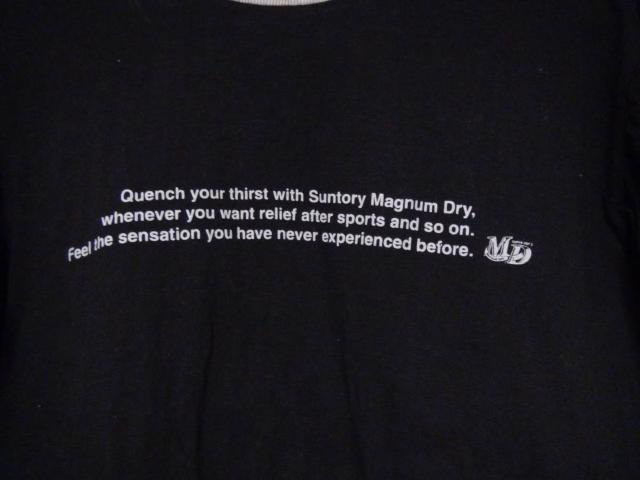 Quench your thirst with Suntory Magnum Dry,
whenever you want relief after sports and so on.
Feel the sensation you have never experienced before.
MD